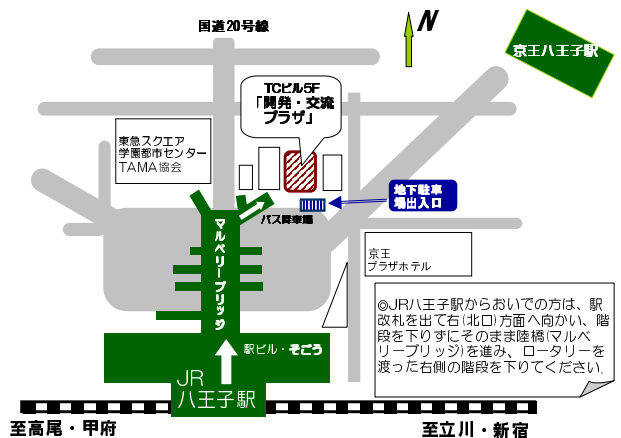 国道20号線
N
京王八王子駅
TCビル5F
「開発・交流
プラザ」
東急スクエア
学園都市センター
TAMA協会
地下駐車
場出入口
バス降車場
マルベリーブリッジ
京王
プラザホテル
◎JR八王子駅からおいでの方は、駅
改札を出て右(北口)方面へ向かい、階
段を下りずにそのまま陸橋(マルベ
リーブリッジ)を進み、ロータリーを
渡った右側の階段を下りてください.
駅ビル・そごう
JR
八王子駅
至高尾・甲府
至立川・新宿